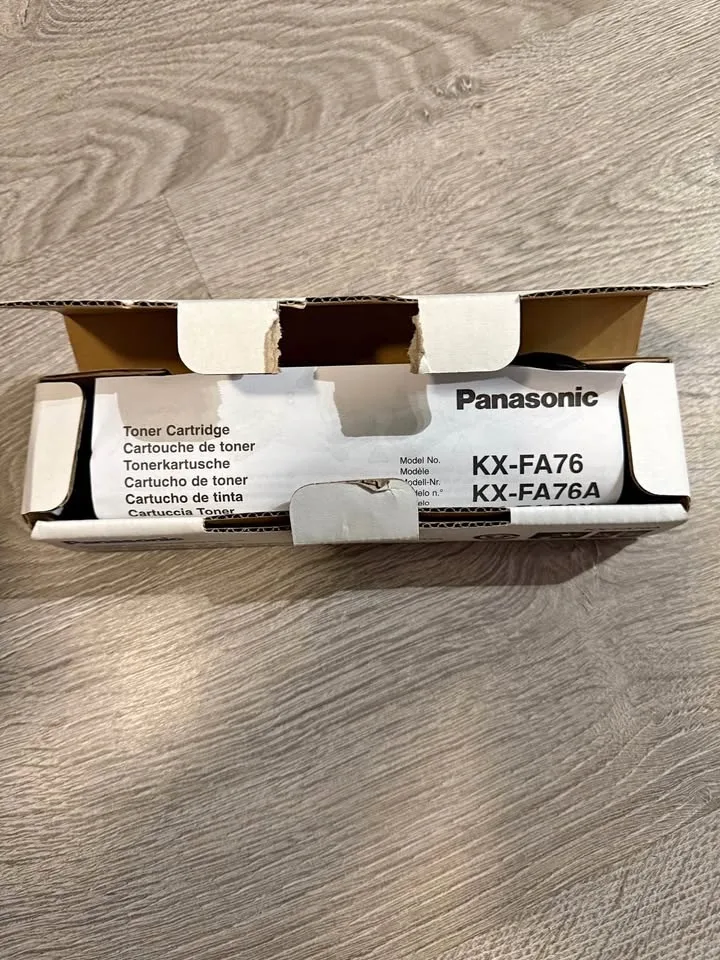 Panasonic
Toner Cartridge
Cartouche de toner
Tonerkartusche
Cartucho de toner
Cartucho de tinta
Cartuccia Toner
Model No.
Modèle
KX-FA76
KX-FA76A
Panasonic